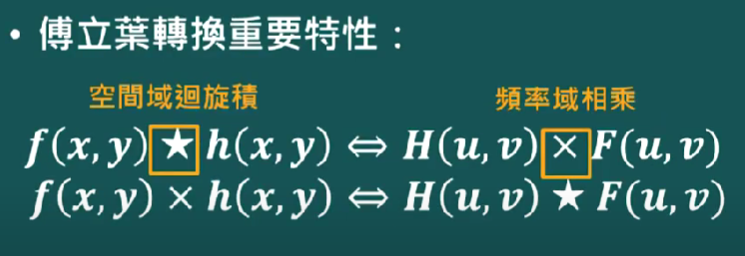 • 傅立葉轉換重要特性：
空間域迴旋積 頻率域相乘
f(x,y) ★ h(x,y) ⇔ H(u,v) × F(u,v)
f(x,y) × h(x,y) ⇔ H(u,v) ★ F(u,v)